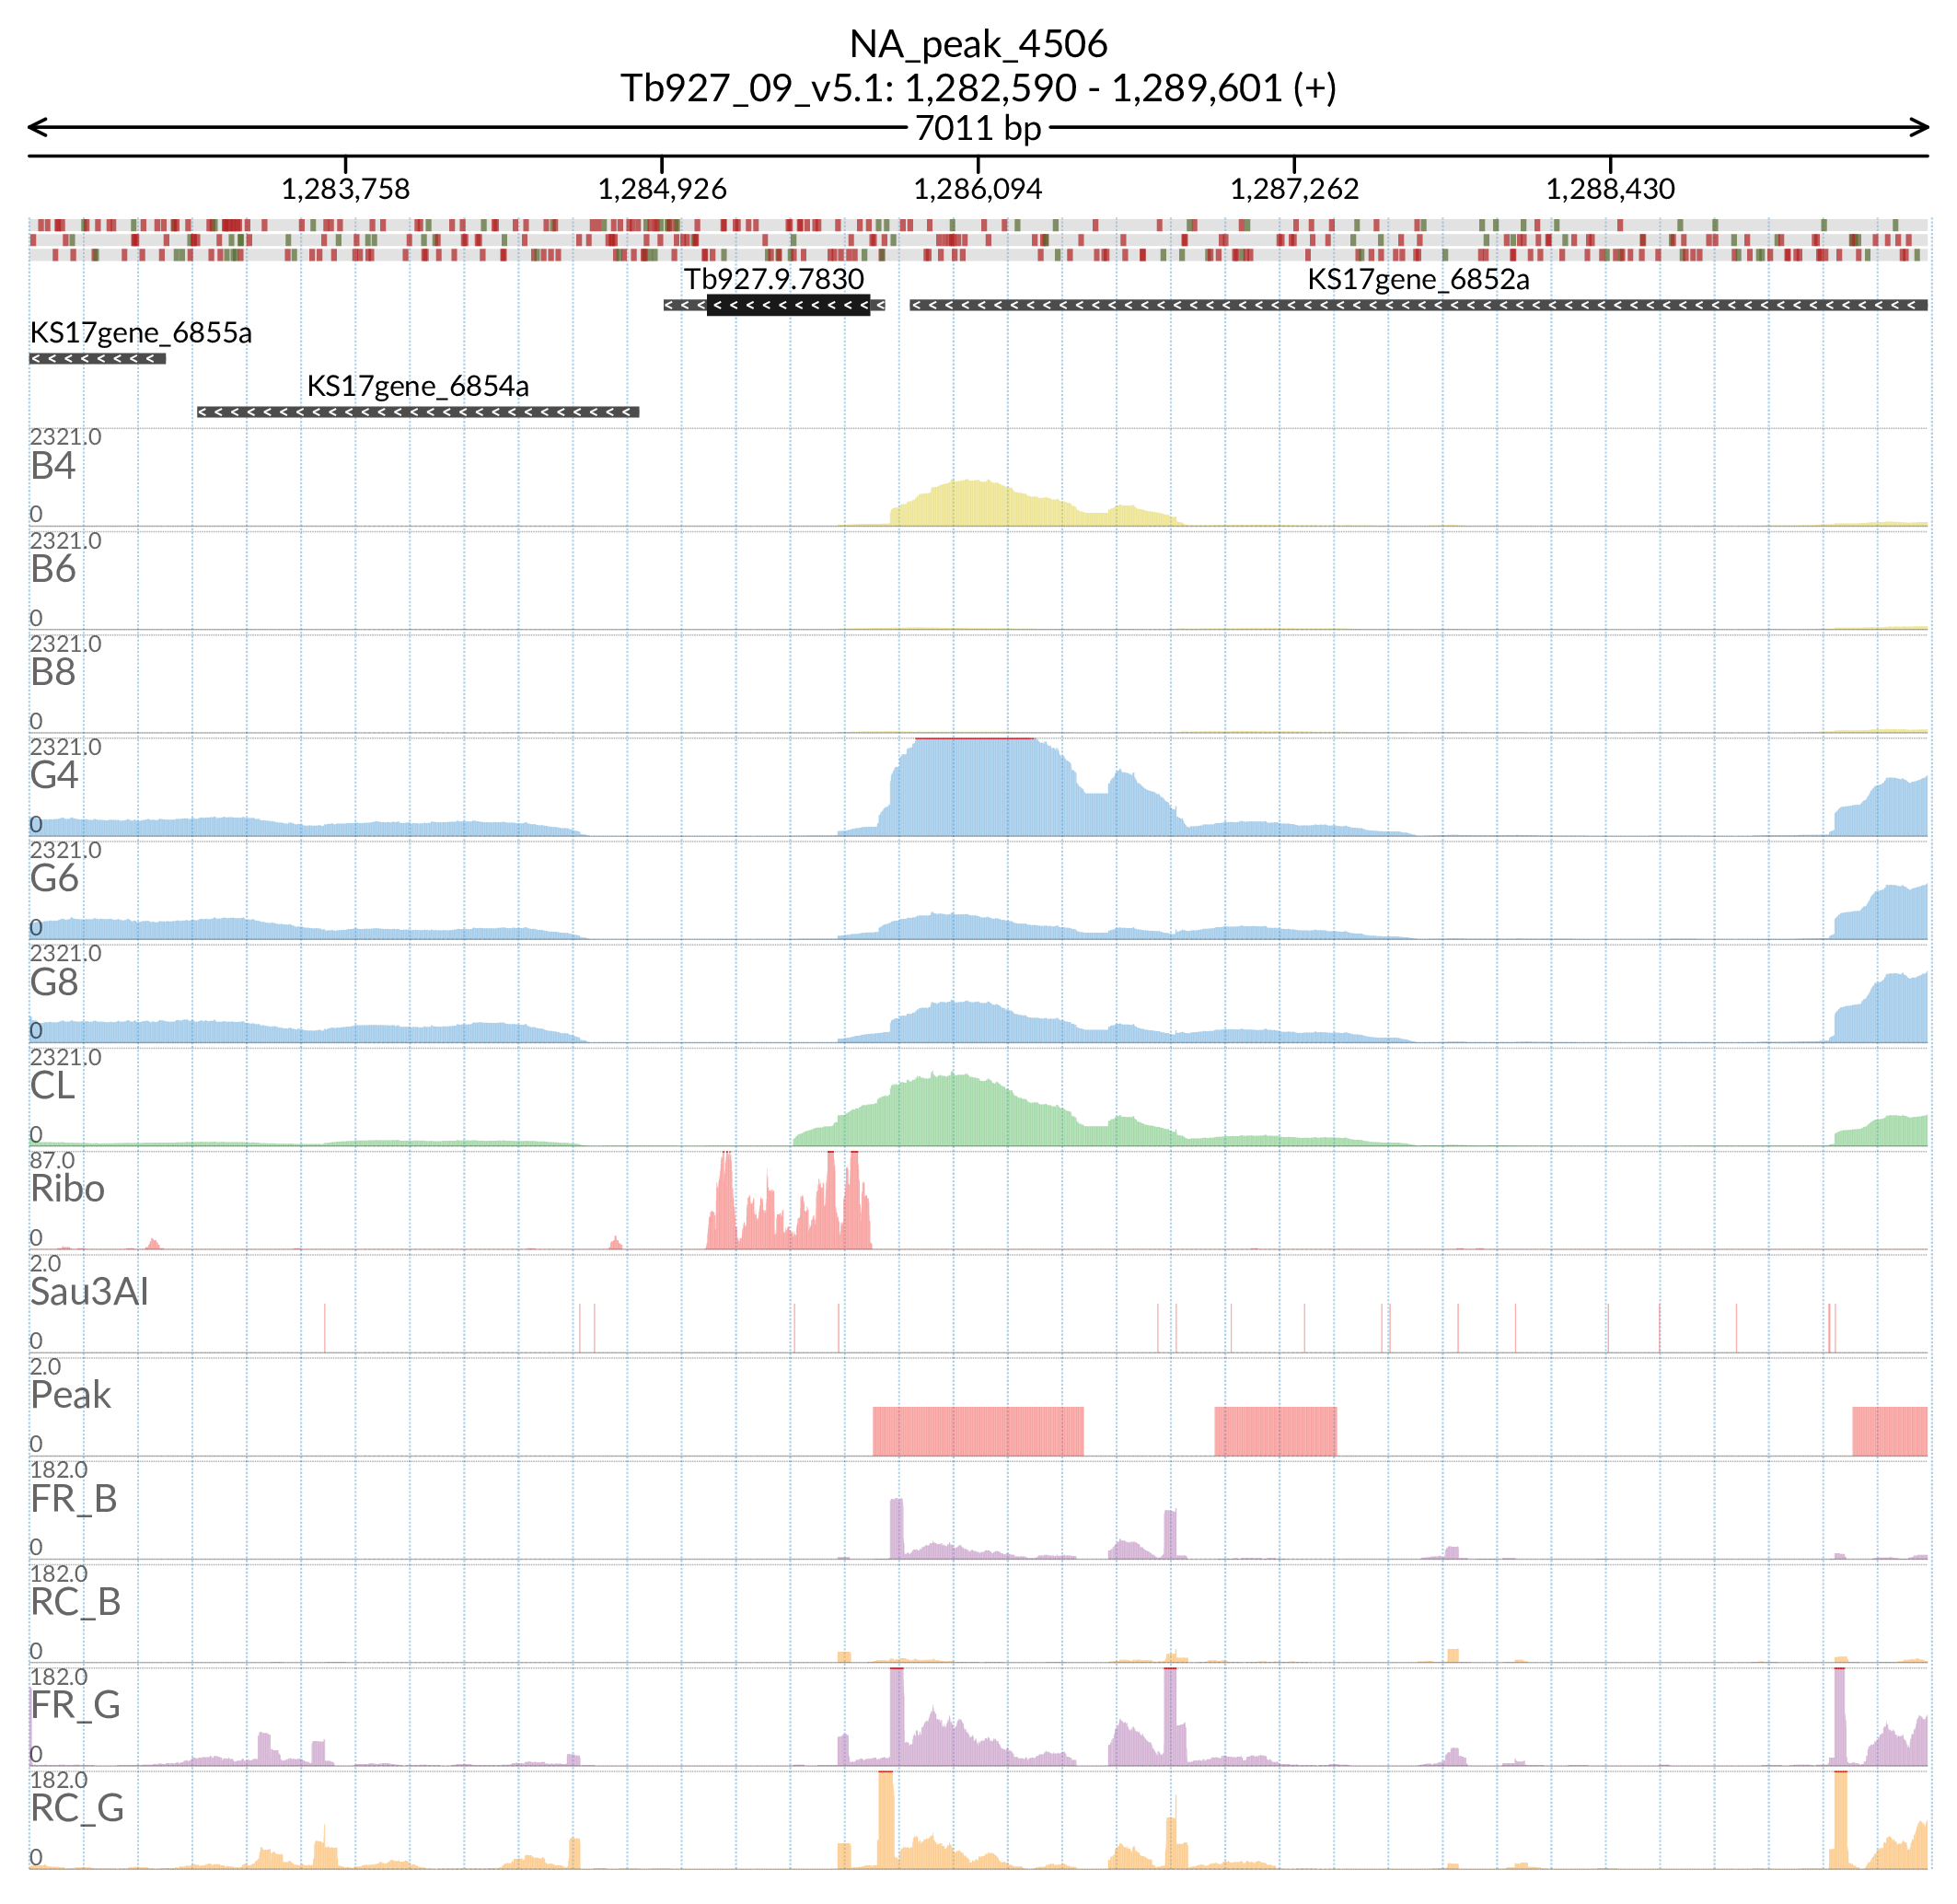 NA_peak_4506
Tb927_09_v5.1: 1,282,590 - 1,289,601 (+)
7011 bp
1,283,758 1,284,926 1,286,094 1,287,262 1,288,430
Tb927.9.7830 KS17gene_6852a
KS17gene_6855a
KS17gene_6854a
2321.0
B4
0
2321.0
B6
0
2321.0
B8
0
2321.0
G4
0
2321.0
G6
0
2321.0
G8
0
2321.0
CL
0
87.0
Ribo
0
2.0
Sau3AI
0
2.0
Peak
0
182.0
FR_B
0
182.0
RC_B
0
182.0
FR_G
0
182.0
RC_G
0